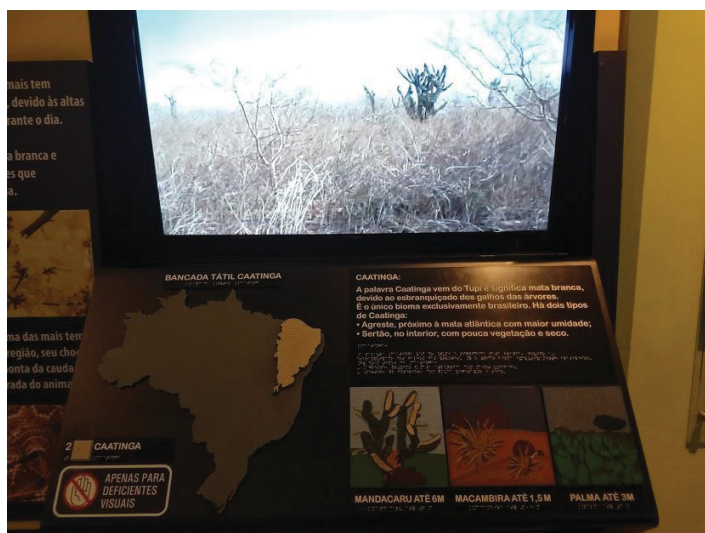 mais tem
, devido às altas
rante o dia.
a branca e
es que
a.
ma das mais tem
região, seu choc
ponta da cauda
rada do anima
BANCADA TÁTIL CAATINGA
2 CAATINGA
APENAS PARA
DEFICIENTES
VISUAIS
CAATINGA:
A palavra Caatinga vem do Tupi e significa mata branca,
devido ao esbranquiçado dos galhos das árvores.
É o único bioma exclusivamente brasileiro. Há dois tipos
de Caatinga:
• Agreste, próximo à mata atlântica com maior umidade;
• Sertão, no interior, com pouca vegetação e seco.
MANDACARU ATÉ 6M
MACAMBIRA ATÉ 1,5 M
PALMA ATÉ 3M